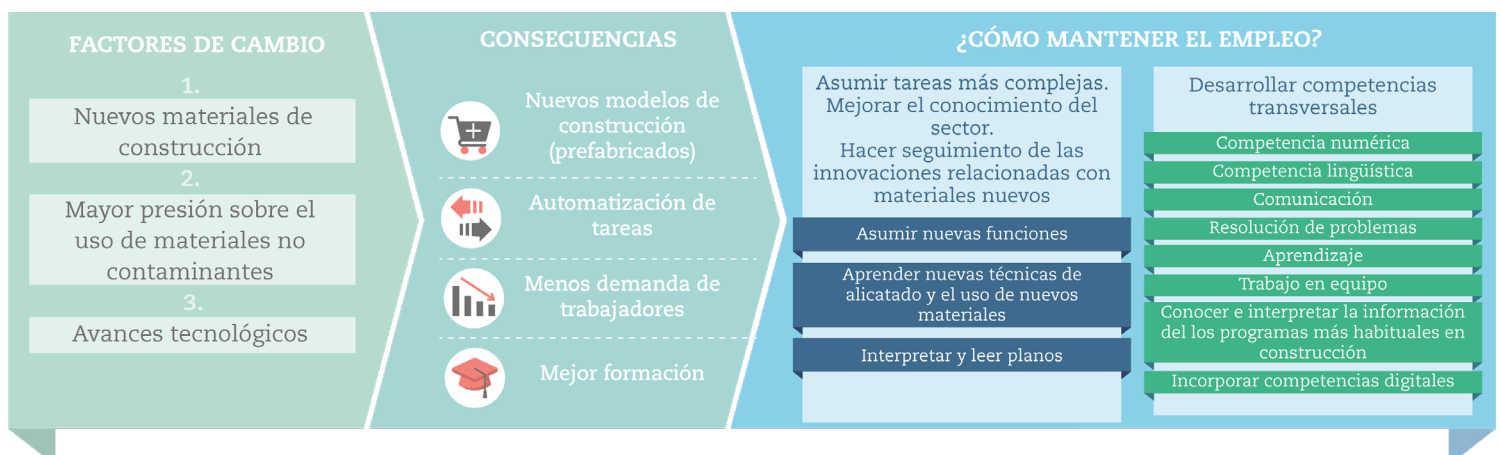 FACTORES DE CAMBIO
1.
Nuevos materiales de
construcción
2.
Mayor presión sobre el
uso de materiales no
contaminantes
3.
Avances tecnológicos
CONSECUENCIAS
Nuevos modelos de
construcción
(prefabricados)
Automatización de
tareas
Menos demanda de
trabajadores
Mejor formación
¿CÓMO MANTENER EL EMPLEO?
Asumir tareas más complejas.
Mejorar el conocimiento del
sector.
Hacer seguimiento de las
innovaciones relacionadas con
materiales nuevos
Asumir nuevas funciones
Aprender nuevas técnicas de
alicatado y el uso de nuevos
materiales
Interpretar y leer planos
Desarrollar competencias
transversales
Competencia numérica
Competencia lingüística
Comunicación
Resolución de problemas
Aprendizaje
Trabajo en equipo
Conocer e interpretar la información
del los programas más habituales en
construcción
Incorporar competencias digitales